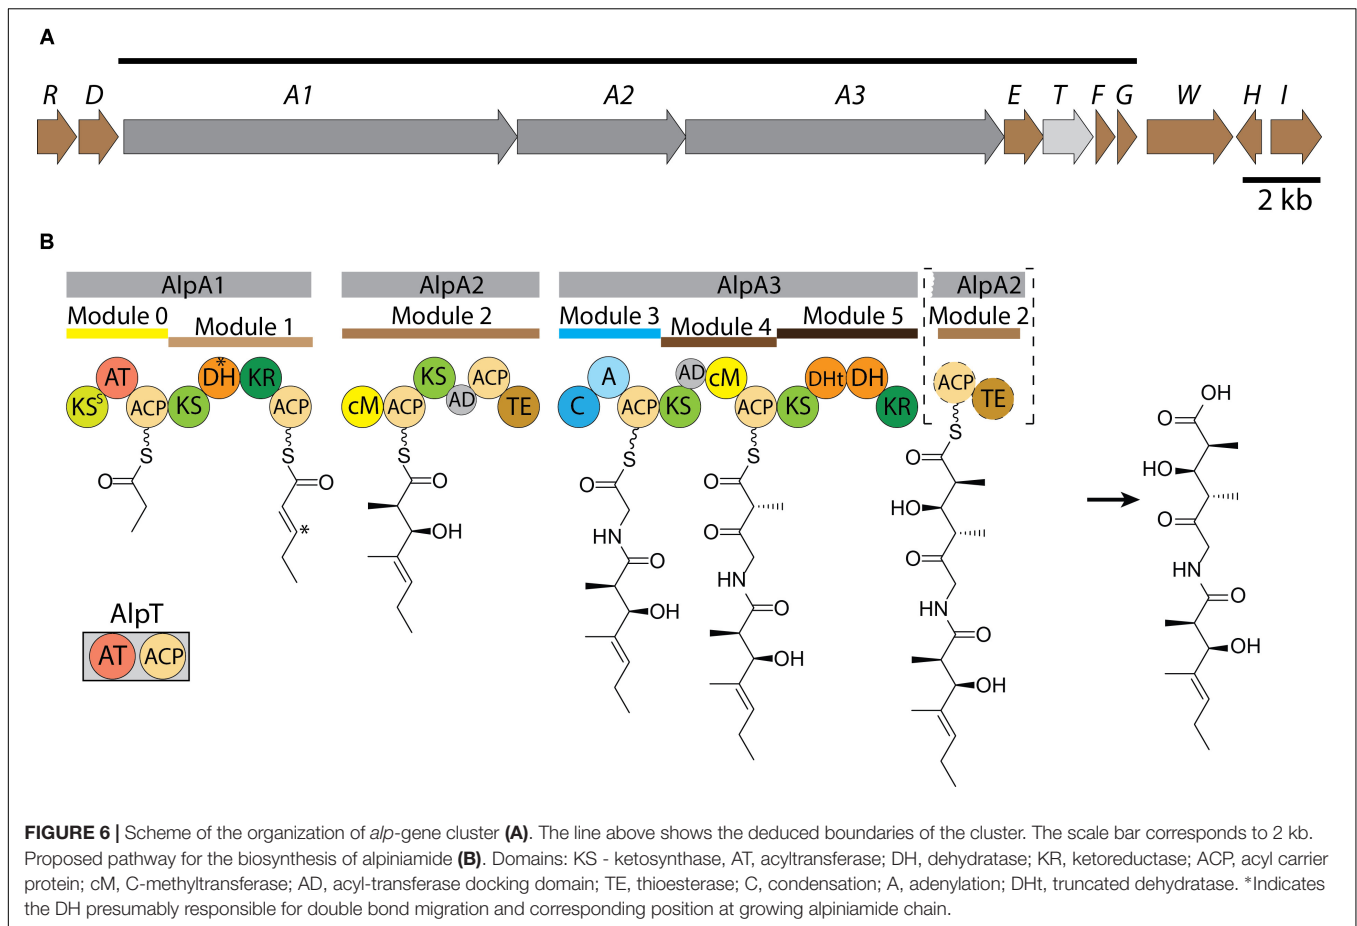 A
R D A1 A2 A3 E T F G W H I
2 kb
B
AlpA1 AlpA2 AlpA3 AlpA2
Module 0 Module 1 Module 2 Module 3 Module 4 Module 5 Module 2
KSS AT ACP KS DH * KR ACP cM ACP KS AD ACP TE C A ACP KS AD cM ACP KS DHt DH KR ACP TE
S S S S S S
O O O O O O OH
O
* OH HN O O HO HO
O O
HN OH HN O HN O
OH OH OH
AlpT
AT ACP
FIGURE 6 | Scheme of the organization of alp-gene cluster (A). The line above shows the deduced boundaries of the cluster. The scale bar corresponds to 2 kb.
Proposed pathway for the biosynthesis of alpiniamide (B). Domains: KS - ketosynthase, AT, acyltransferase; DH, dehydratase; KR, ketoreductase; ACP, acyl carrier
protein; cM, C-methyltransferase; AD, acyl-transferase docking domain; TE, thioesterase; C, condensation; A, adenylation; DHt, truncated dehydratase. *Indicates
the DH presumably responsible for double bond migration and corresponding position at growing alpiniamide chain.